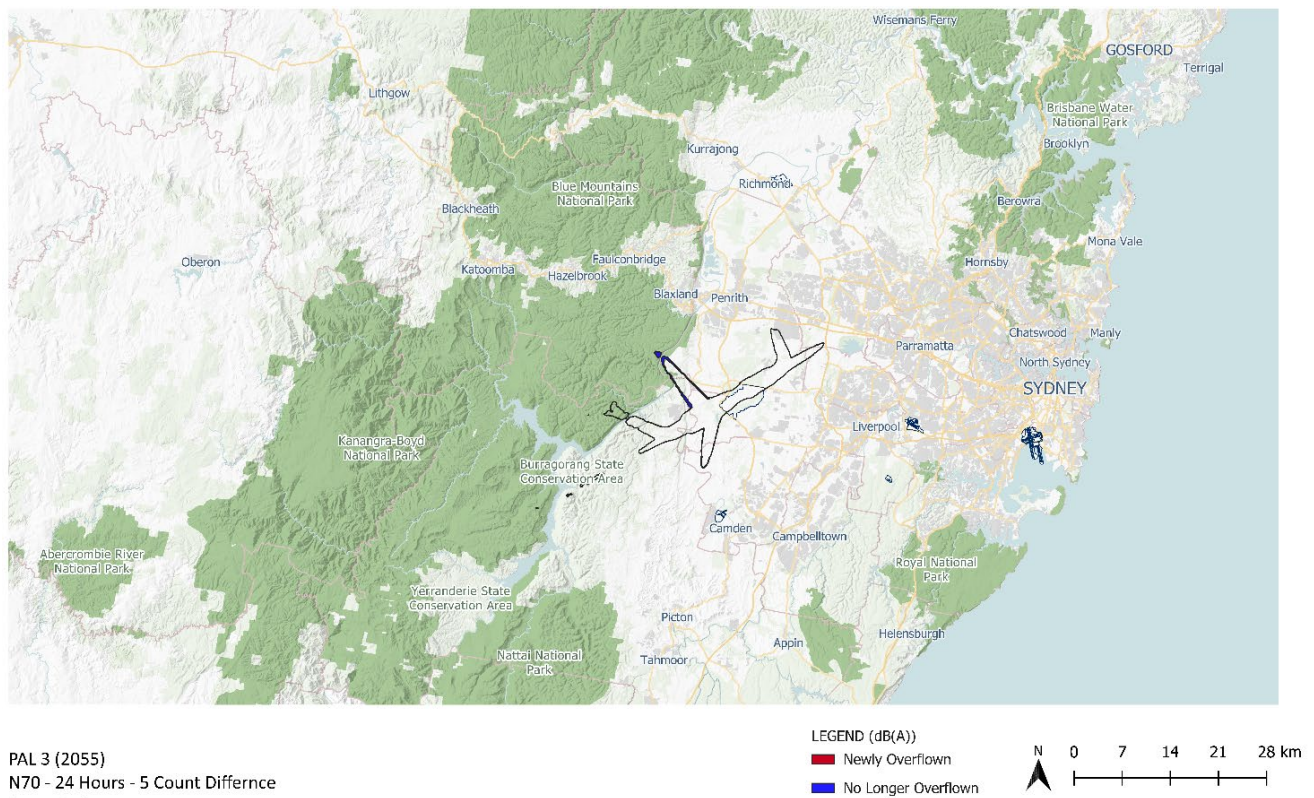 Wisemans Ferry
GOSFORD
Terrigal
Lithgow
Brisbane Water
National Park
Brooklyn
Kurrajong
Richmond
Blue Mountains
National Park
Berowra
Blackheath
Mona Vale
Oberon
Katoomba
Hazelbrook
Faulconbridge
Hornsby
Blaxland
Penrith
Chatswood
Manly
Parramatta
North Sydney
SYDNEY
Liverpool
Kanangra-Boyd
National Park
Burragorang State
Conservation Area
Camden
Campbelltown
Abercrombie River
National Park
Royal National
Park
Yerranderie State
Conservation Area
Picton
Appin
Helensburgh
Nattai National
Park
Tahmoor
PAL 3 (2055)
N70 - 24 Hours - 5 Count Differnce
LEGEND (dB(A))
Newly Overflown
No Longer Overflown
N
0 7 14 21 28 km